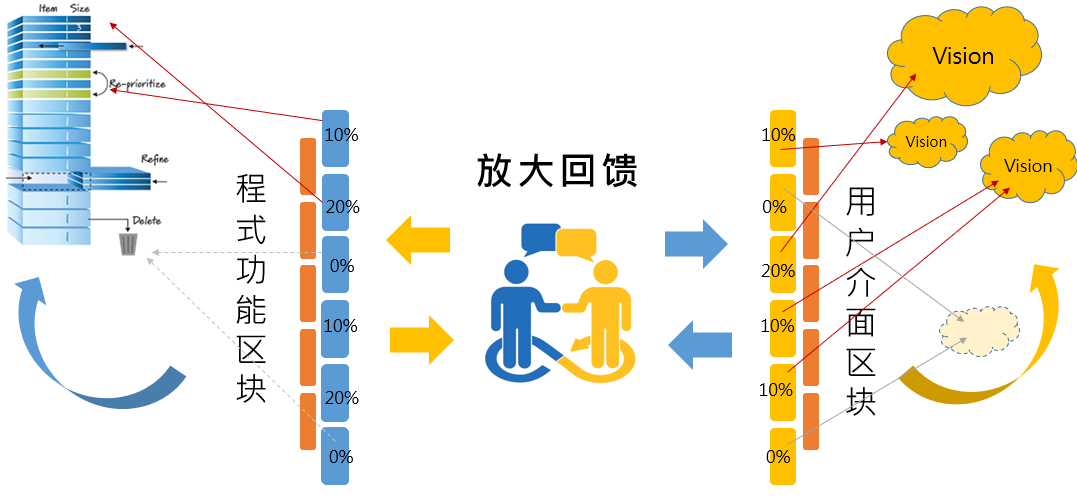 Item Size
3
Re-prioritize
Refine
Delete
程式功能区块
10%
20%
0%
10%
20%
0%
放大回馈
10%
0%
20%
10%
10%
0%
用户介面区块
Vision
Vision
Vision